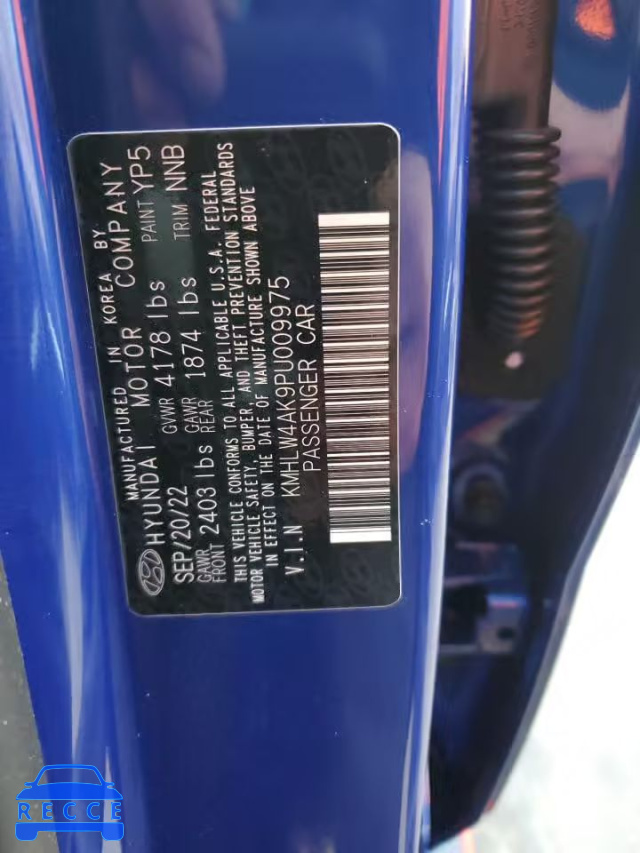 MANUFACTURED IN KOREA BY
HYUNDAI MOTOR COMPANY
SEP/20/22 GVWR 4178 lbs PAINT YP5
GAWR FRONT 2403 lbs GAWR REAR 1874 lbs TRIM NNB
THIS VEHICLE CONFORMS TO ALL APPLICABLE U.S.A. FEDERAL
MOTOR VEHICLE SAFETY, BUMPER, AND THEFT PREVENTION STANDARDS
IN EFFECT ON THE DATE OF MANUFACTURE SHOWN ABOVE
V.I.N KMHLW4AK9PU009975
PASSENGER CAR
RECCE